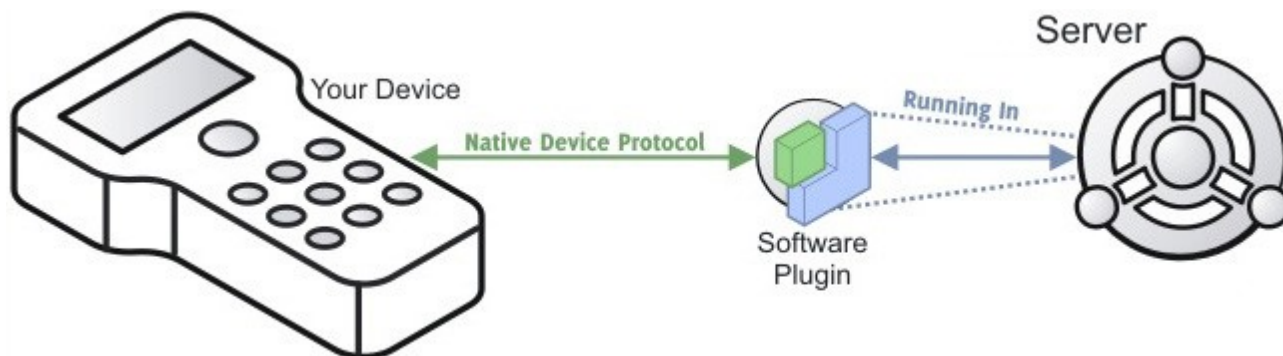 Server
Your Device
Running In
Native Device Protocol
Software
Plugin